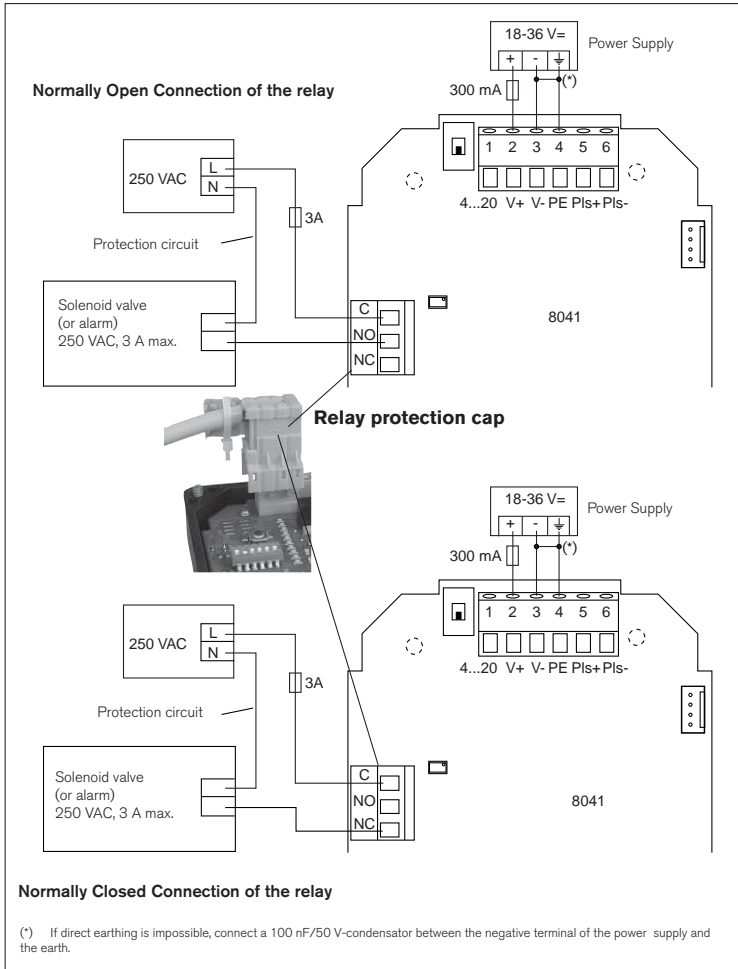 18-36 V=
Power Supply
+ - ⏚
(*)
300 mA
Normally Open Connection of the relay
1 2 3 4 5 6
4...20 V+ V- PE Pls+ Pls-
250 VAC
L
N
3A
Protection circuit
Solenoid valve
(or alarm)
250 VAC, 3 A max.
C
NO
NC
8041
Relay protection cap
18-36 V=
Power Supply
+ - ⏚
(*)
300 mA
1 2 3 4 5 6
4...20 V+ V- PE Pls+ Pls-
250 VAC
L
N
3A
Protection circuit
Solenoid valve
(or alarm)
250 VAC, 3 A max.
C
NO
NC
8041
Normally Closed Connection of the relay
(*) If direct earthing is impossible, connect a 100 nF/50 V-condensator between the negative terminal of the power supply and
the earth.